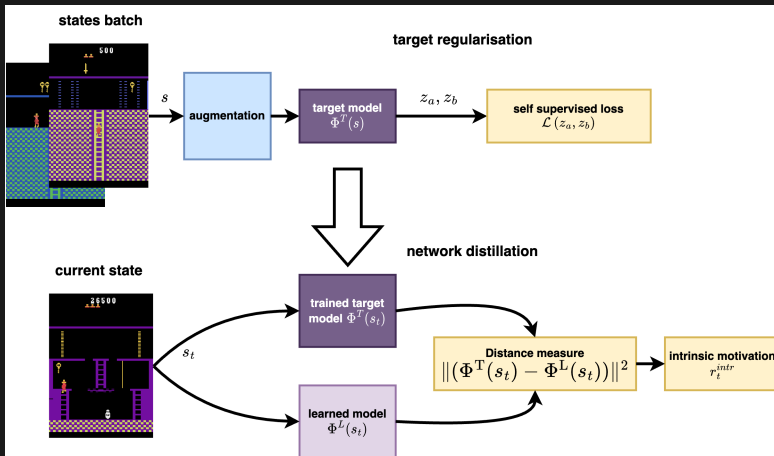 states batch
target regularisation
500
s
augmentation
target model
Φ^T(s)
z_a, z_b
self supervised loss
ℒ (z_a, z_b)
network distillation
current state
26500
s_t
trained target
model Φ^T(s_t)
Distance measure
‖(Φ^T(s_t) − Φ^L(s_t))‖²
intrinsic motivation
r_t^{intr}
learned model
Φ^L(s_t)